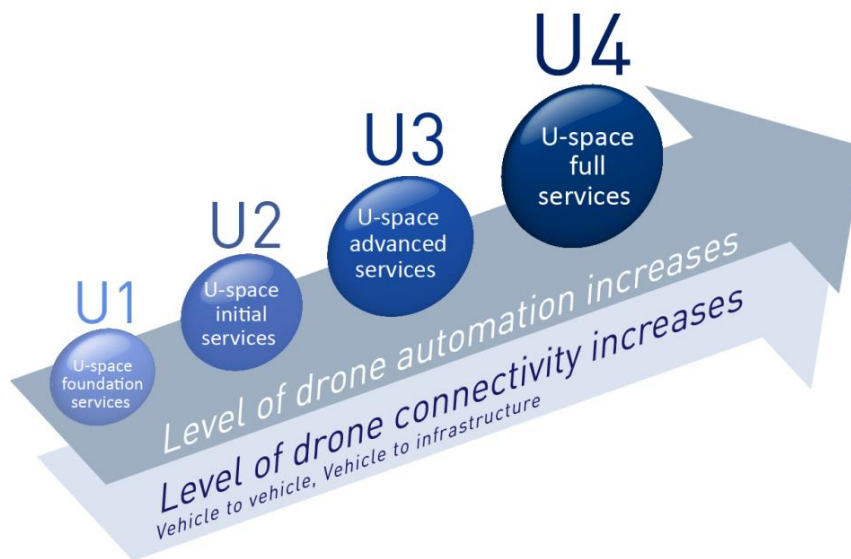 U1
U-space
foundation
services
U2
U-space
initial
services
U3
U-space
advanced
services
U4
U-space
full
services
Level of drone automation increases
Level of drone connectivity increases
Vehicle to vehicle, Vehicle to infrastructure